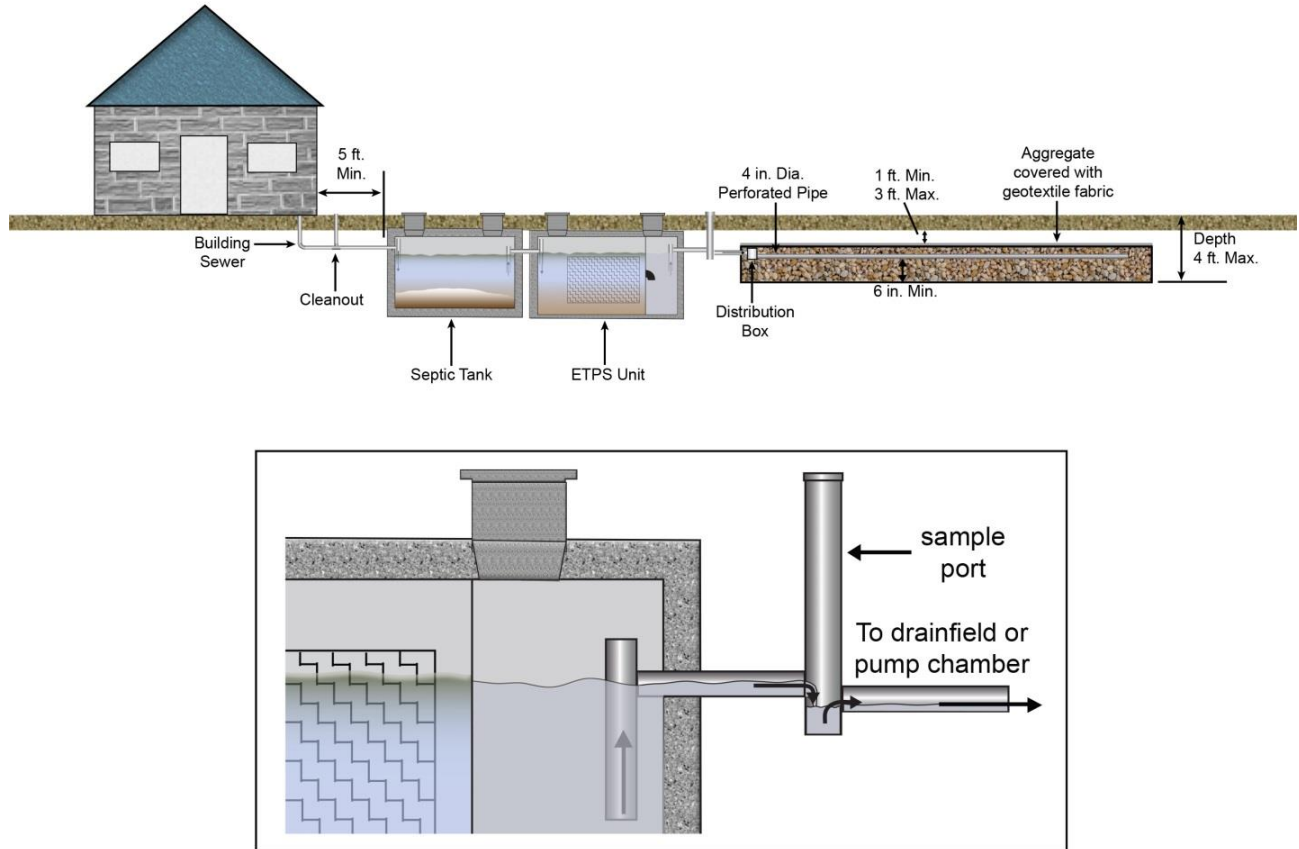 5 ft.
Min.
4 in. Dia.
Perforated Pipe
1 ft. Min.
3 ft. Max.
Aggregate
covered with
geotextile fabric
Building
Sewer
Cleanout
Septic Tank
ETPS Unit
Distribution
Box
6 in. Min.
Depth
4 ft. Max.
sample
port
To drainfield or
pump chamber